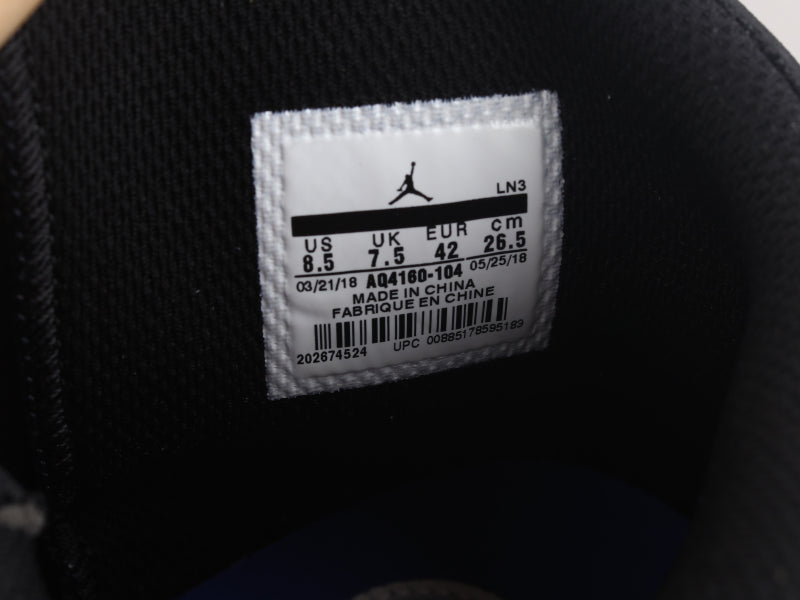 LN3
US UK EUR cm
8.5 7.5 42 26.5
03/21/18 AQ4160-104 05/25/18
MADE IN CHINA
FABRIQUE EN CHINE
202674524 UPC 00885178595183